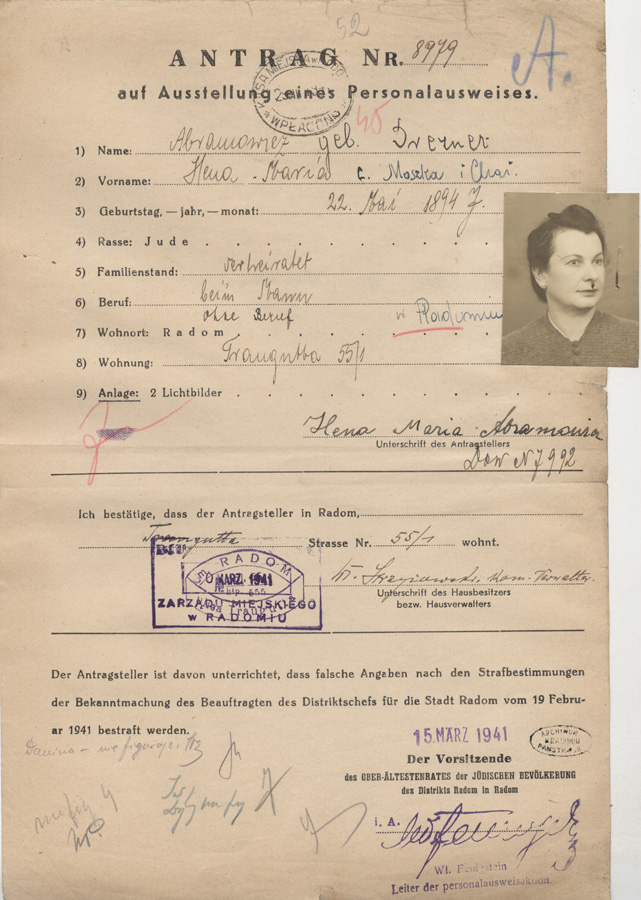 52
ANTRAG NR. 8979
A.
auf Ausstellung eines Personalausweises.
WPŁACONO
45
1) Name: Abramowicz geb. Drezner
2) Vorname: Hena Maria c. Moszka i Chai
3) Geburtstag, — jahr, — monat: 22. Mai 1894 J.
4) Rasse: Jude
5) Familienstand: verheiratet
6) Beruf: beim Mann
ohne Beruf
w Radomiu
7) Wohnort: Radom
8) Wohnung: Traugutta 55/1
9) Anlage: 2 Lichtbilder
Hena Maria Abramowicz
Unterschrift des Antragstellers
Dow N 7992
Ich bestätige, dass der Antragsteller in Radom,
Traugutta Strasse Nr. 55/1 wohnt.
RADOM
MÄRZ 1941
ZARZĄDU MIEJSKIEGO
w RADOMIU
Unterschrift des Hausbesitzers
bezw. Hausverwalters
Der Antragsteller ist davon unterrichtet, dass falsche Angaben nach den Strafbestimmungen
der Bekanntmachung des Beauftragten des Distriktschefs für die Stadt Radom vom 19 Febru-
ar 1941 bestraft werden.
15. MÄRZ 1941
ARCHIWUM
PAŃSTW
Der Vorsitzende
des OBER-ÄLTESTENRATES der JÜDISCHEN BEVÖLKERUNG
des Distrikts Radom in Radom
i. A.
Wł. Fenigstein
Leiter der personalausweisaktion.